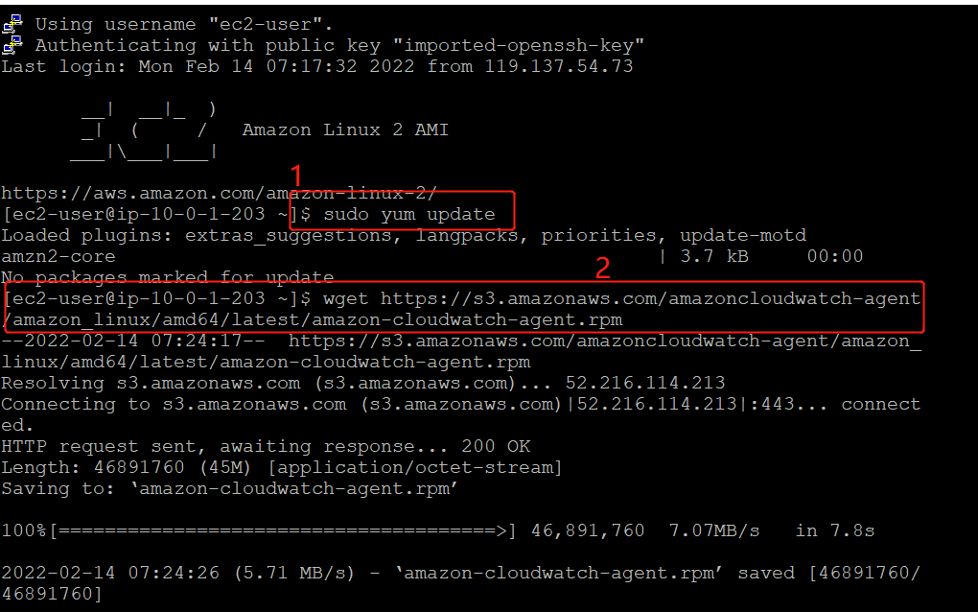 Using username "ec2-user".
Authenticating with public key "imported-openssh-key"
Last login: Mon Feb 14 07:17:32 2022 from 119.137.54.73
__|  __|_  )
_|  (     /   Amazon Linux 2 AMI
___|\___|___|
1
https://aws.amazon.com/amazon-linux-2/
[ec2-user@ip-10-0-1-203 ~]$ sudo yum update
Loaded plugins: extras_suggestions, langpacks, priorities, update-motd
amzn2-core | 3.7 kB 00:00
2
No packages marked for update
[ec2-user@ip-10-0-1-203 ~]$ wget https://s3.amazonaws.com/amazoncloudwatch-agent
/amazon_linux/amd64/latest/amazon-cloudwatch-agent.rpm
--2022-02-14 07:24:17--  https://s3.amazonaws.com/amazoncloudwatch-agent/amazon_
linux/amd64/latest/amazon-cloudwatch-agent.rpm
Resolving s3.amazonaws.com (s3.amazonaws.com)... 52.216.114.213
Connecting to s3.amazonaws.com (s3.amazonaws.com)|52.216.114.213|:443... connect
ed.
HTTP request sent, awaiting response... 200 OK
Length: 46891760 (45M) [application/octet-stream]
Saving to: ‘amazon-cloudwatch-agent.rpm’
100%[======================================>] 46,891,760  7.07MB/s   in 7.8s
2022-02-14 07:24:26 (5.71 MB/s) - ‘amazon-cloudwatch-agent.rpm’ saved [46891760/
46891760]